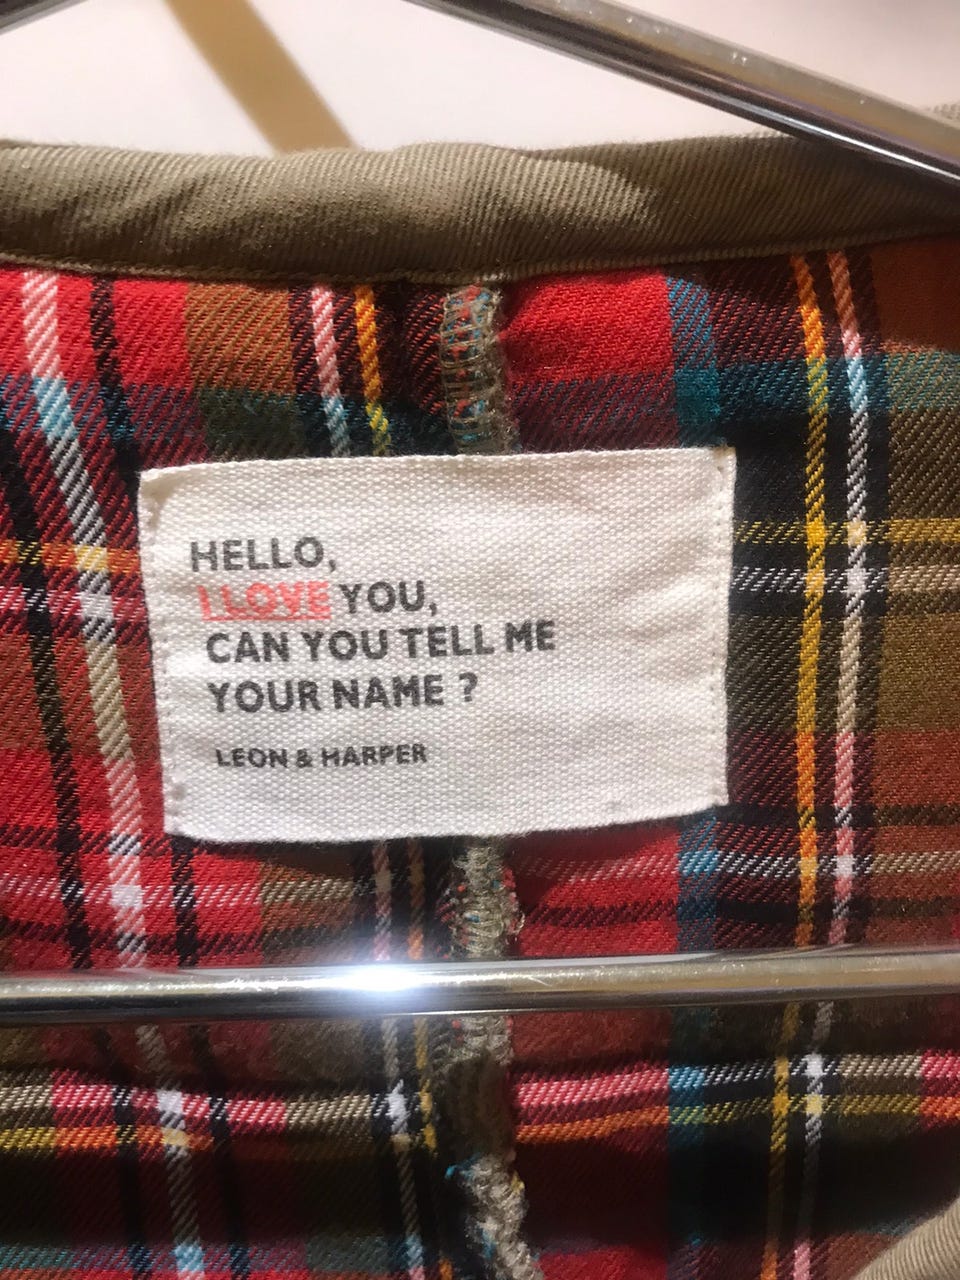 HELLO,
I LOVE YOU,
CAN YOU TELL ME
YOUR NAME ?
LEON & HARPER